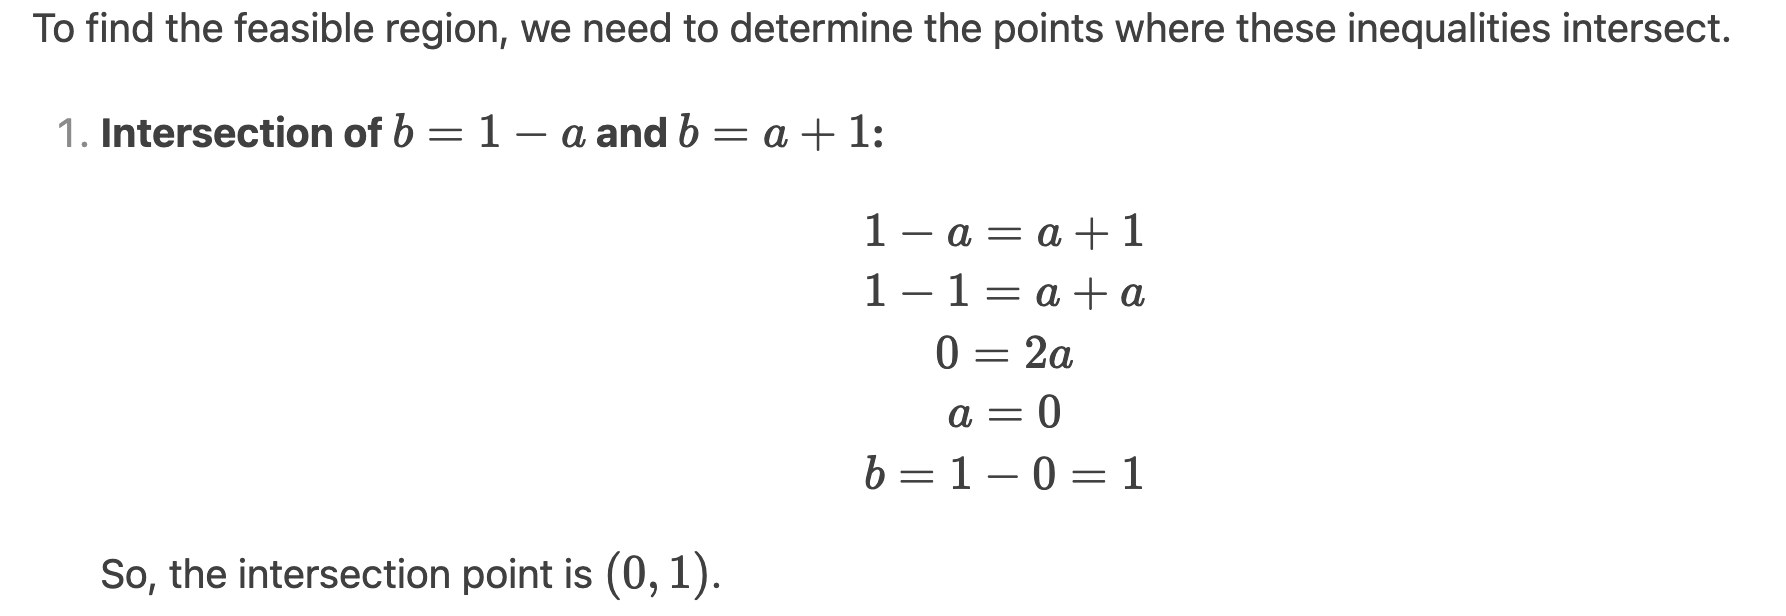 To find the feasible region, we need to determine the points where these inequalities intersect.
1. Intersection of b = 1 − a and b = a + 1:
1 − a = a + 1
1 − 1 = a + a
0 = 2a
a = 0
b = 1 − 0 = 1
So, the intersection point is (0, 1).